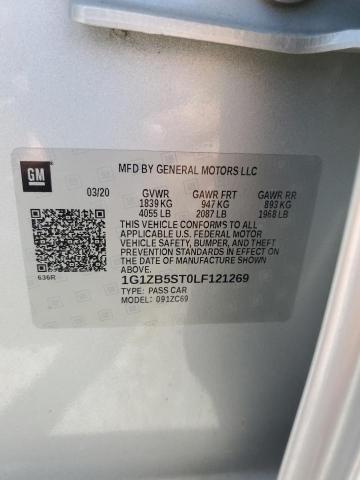 GM
MFD BY GENERAL MOTORS LLC
03/20 GVWR GAWR FRT GAWR RR
1839 KG 947 KG 893 KG
4055 LB 2087 LB 1968 LB
THIS VEHICLE CONFORMS TO ALL
APPLICABLE U.S. FEDERAL MOTOR
VEHICLE SAFETY, BUMPER, AND THEFT
PREVENTION STANDARDS IN EFFECT ON
THE DATE OF MANUFACTURE SHOWN
ABOVE.
636R
1G1ZB5ST0LF121269
TYPE: PASS CAR
MODEL: 091ZC69